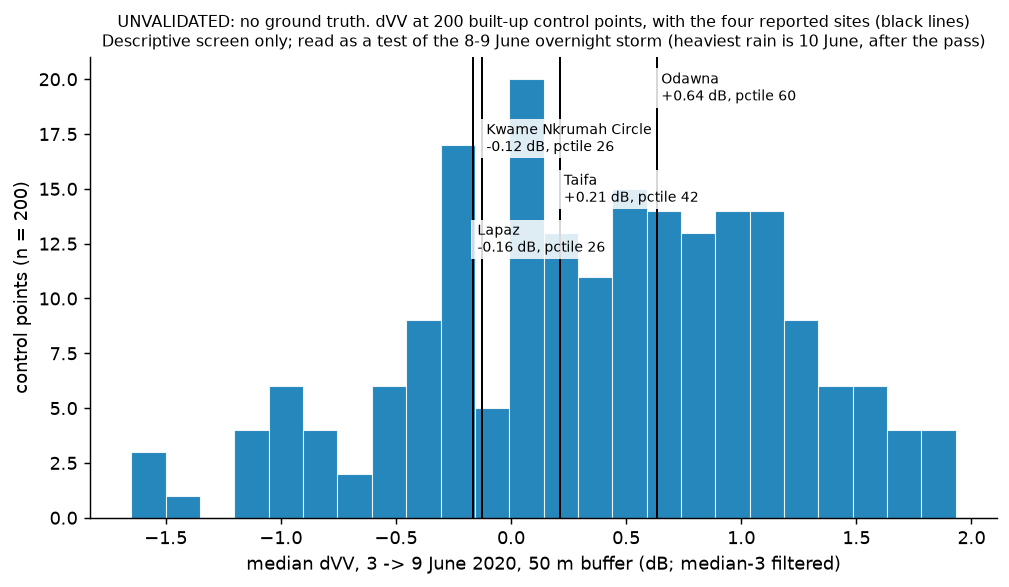 UNVALIDATED: no ground truth. dVV at 200 built-up control points, with the four reported sites (black lines)
Descriptive screen only; read as a test of the 8-9 June overnight storm (heaviest rain is 10 June, after the pass)
Odawna
+0.64 dB, pctile 60
Kwame Nkrumah Circle
-0.12 dB, pctile 26
Taifa
+0.21 dB, pctile 42
Lapaz
-0.16 dB, pctile 26
control points (n = 200)
20.0
17.5
15.0
12.5
10.0
7.5
5.0
2.5
0.0
−1.5 −1.0 −0.5 0.0 0.5 1.0 1.5 2.0
median dVV, 3 -> 9 June 2020, 50 m buffer (dB; median-3 filtered)